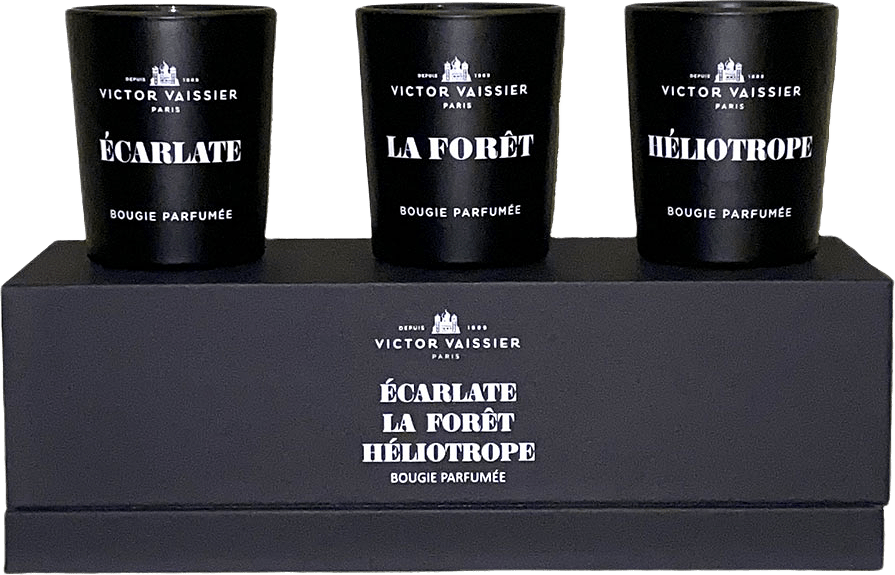 DEPUIS 1889
VICTOR VAISSIER
PARIS
ÉCARLATE
BOUGIE PARFUMÉE
DEPUIS 1889
VICTOR VAISSIER
PARIS
LA FORÊT
BOUGIE PARFUMÉE
DEPUIS 1889
VICTOR VAISSIER
PARIS
HÉLIOTROPE
BOUGIE PARFUMÉE
DEPUIS 1889
VICTOR VAISSIER
PARIS
ÉCARLATE
LA FORÊT
HÉLIOTROPE
BOUGIE PARFUMÉE